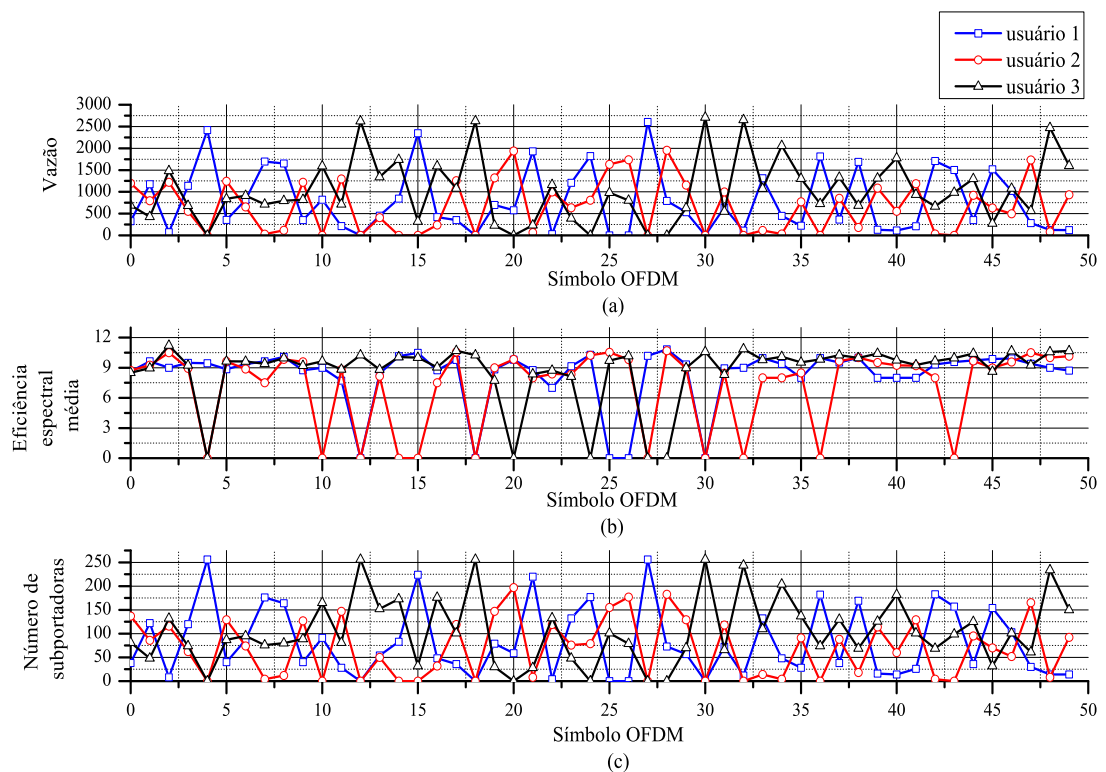 usuário 1
usuário 2
usuário 3
3000
2500
2000
1500
1000
500
0
Vazão
0 5 10 15 20 25 30 35 40 45 50
Símbolo OFDM
(a)
12
9
6
3
0
Eficiência
espectral
média
0 5 10 15 20 25 30 35 40 45 50
Símbolo OFDM
(b)
250
200
150
100
50
0
Número de
subportadoras
0 5 10 15 20 25 30 35 40 45 50
Símbolo OFDM
(c)